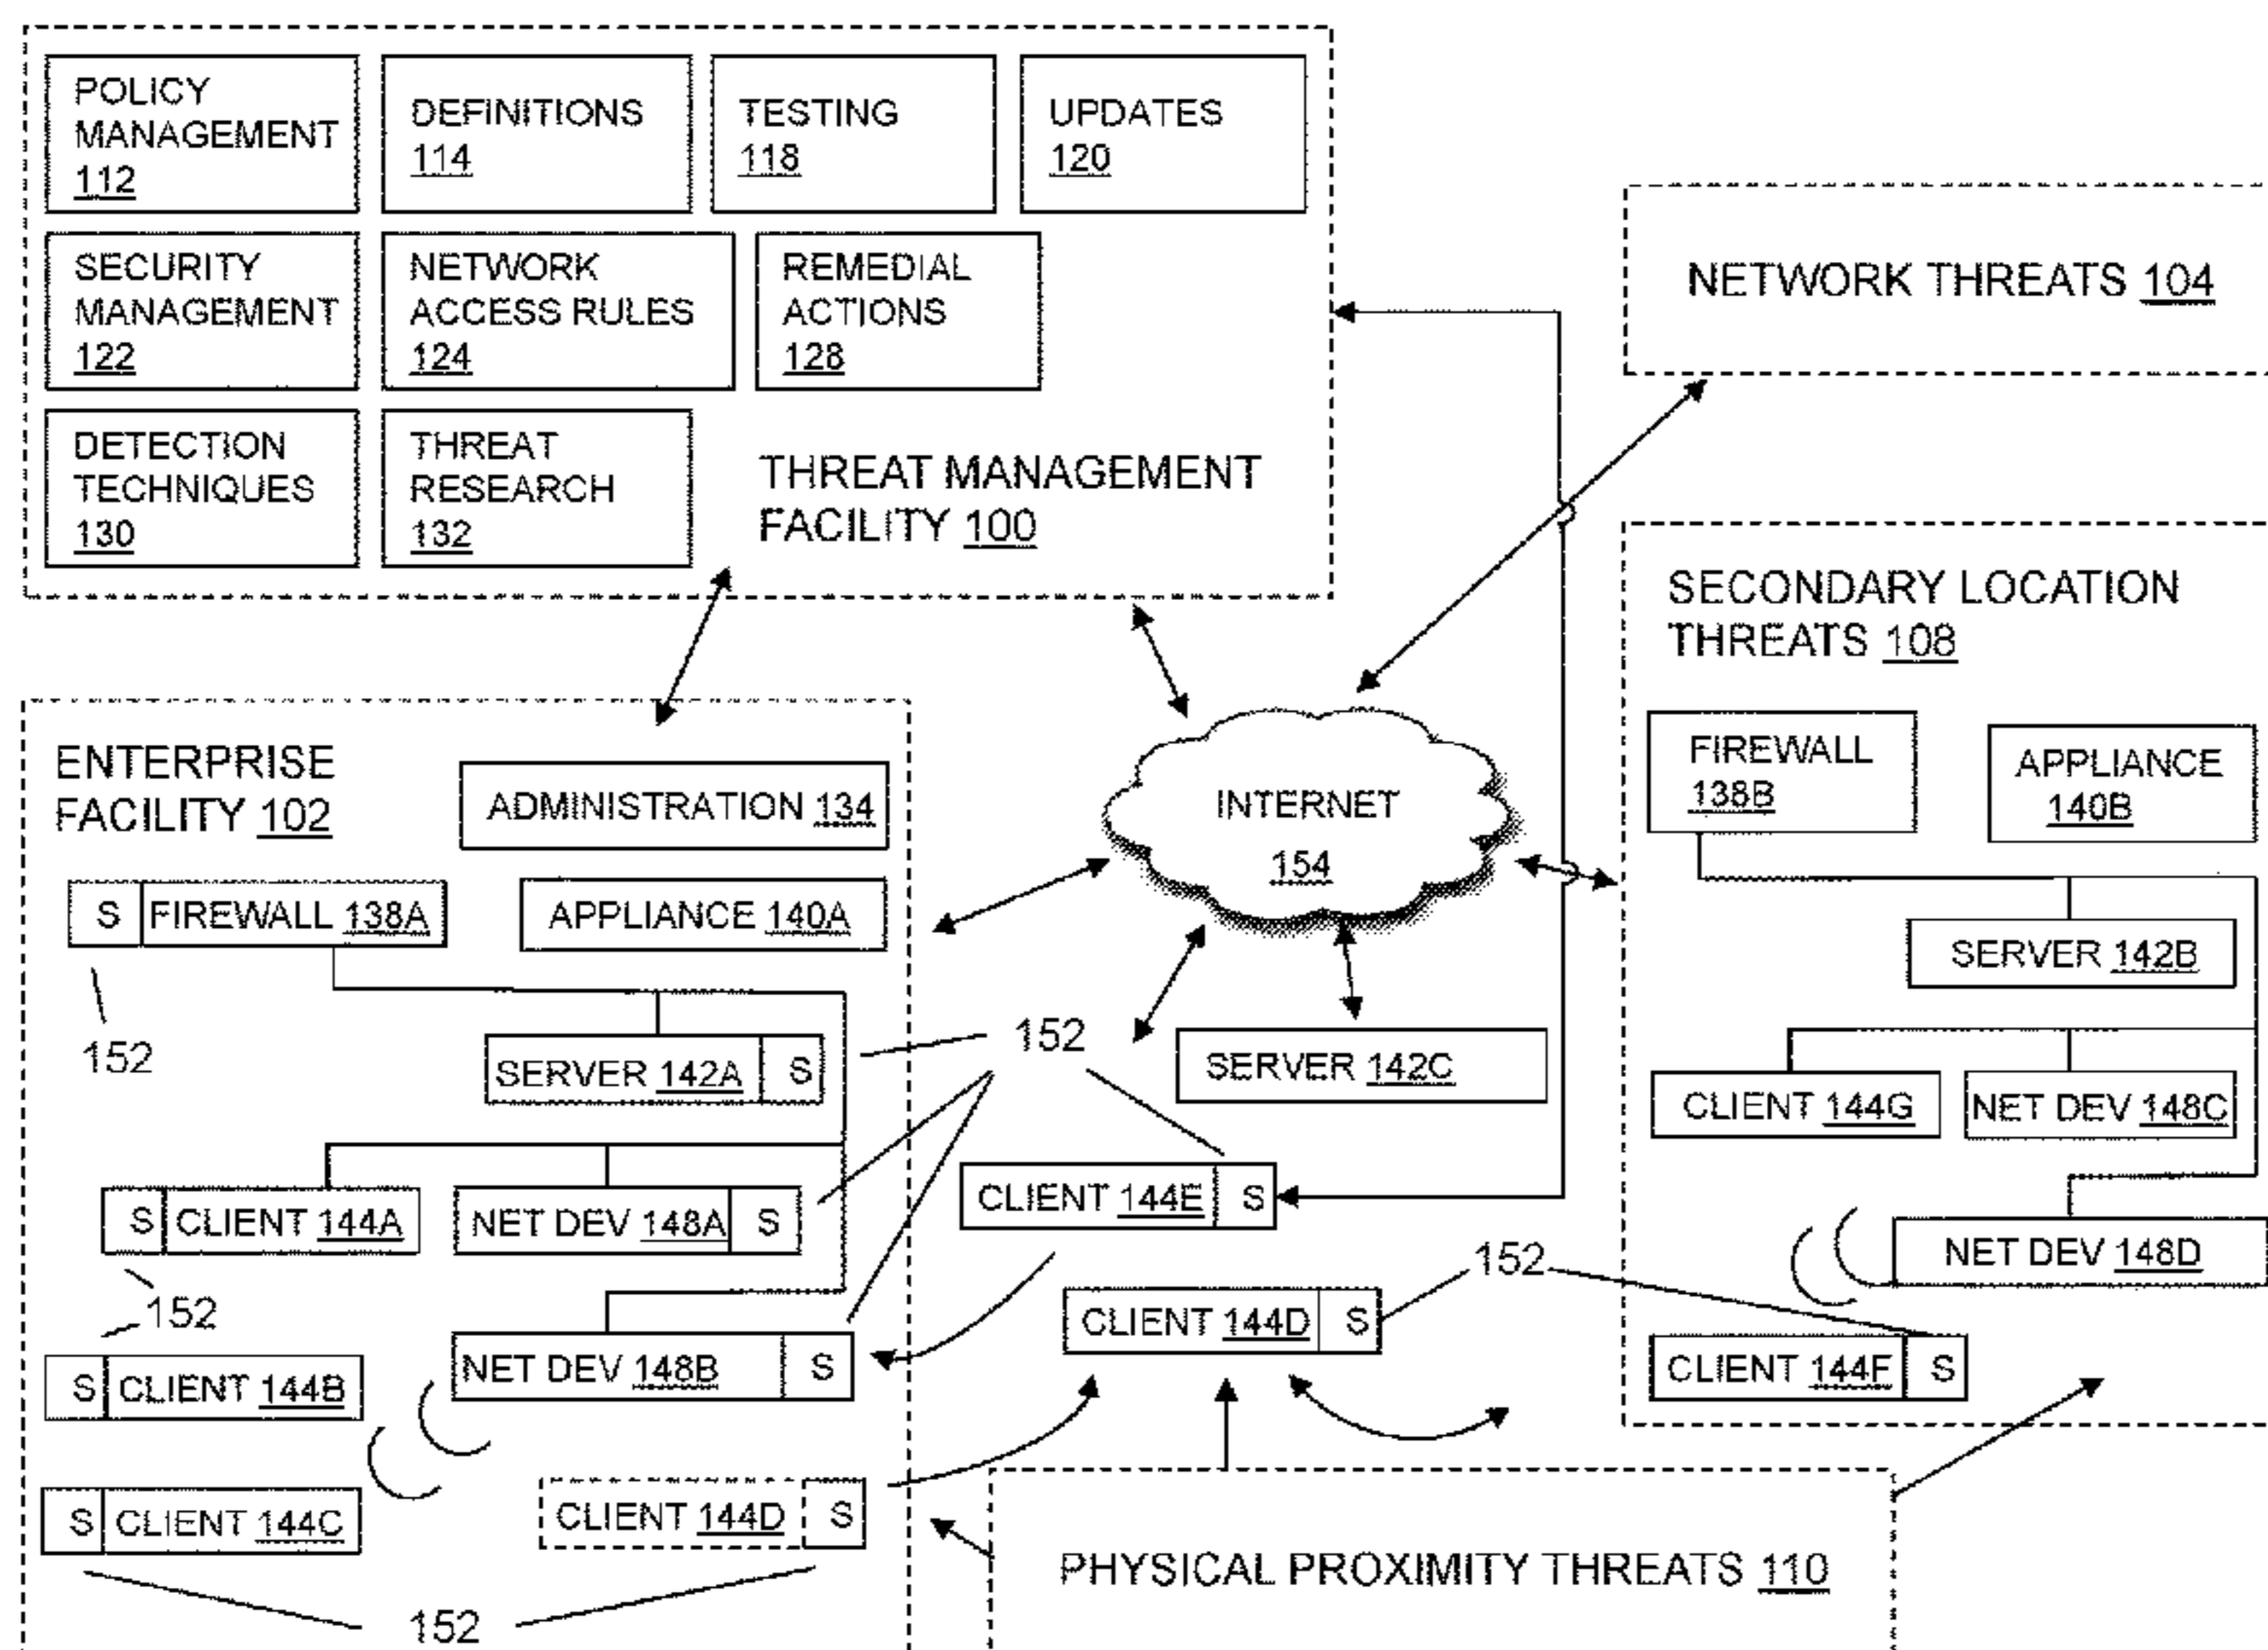 POLICY
MANAGEMENT
112
DEFINITIONS
114
TESTING
118
UPDATES
120
SECURITY
MANAGEMENT
122
NETWORK
ACCESS RULES
124
REMEDIAL
ACTIONS
128
DETECTION
TECHNIQUES
130
THREAT
RESEARCH
132
THREAT MANAGEMENT
FACILITY 100
NETWORK THREATS 104
SECONDARY LOCATION
THREATS 108
FIREWALL
138B
APPLIANCE
140B
SERVER 142B
CLIENT 144G
NET DEV 148C
NET DEV 148D
CLIENT 144F S
ENTERPRISE
FACILITY 102
ADMINISTRATION 134
S FIREWALL 138A
APPLIANCE 140A
152
SERVER 142A S
S CLIENT 144A
NET DEV 148A S
152
S CLIENT 144B
NET DEV 148B S
S CLIENT 144C
CLIENT 144D S
152
INTERNET
154
152
SERVER 142C
CLIENT 144E S
CLIENT 144D S
152
PHYSICAL PROXIMITY THREATS 110